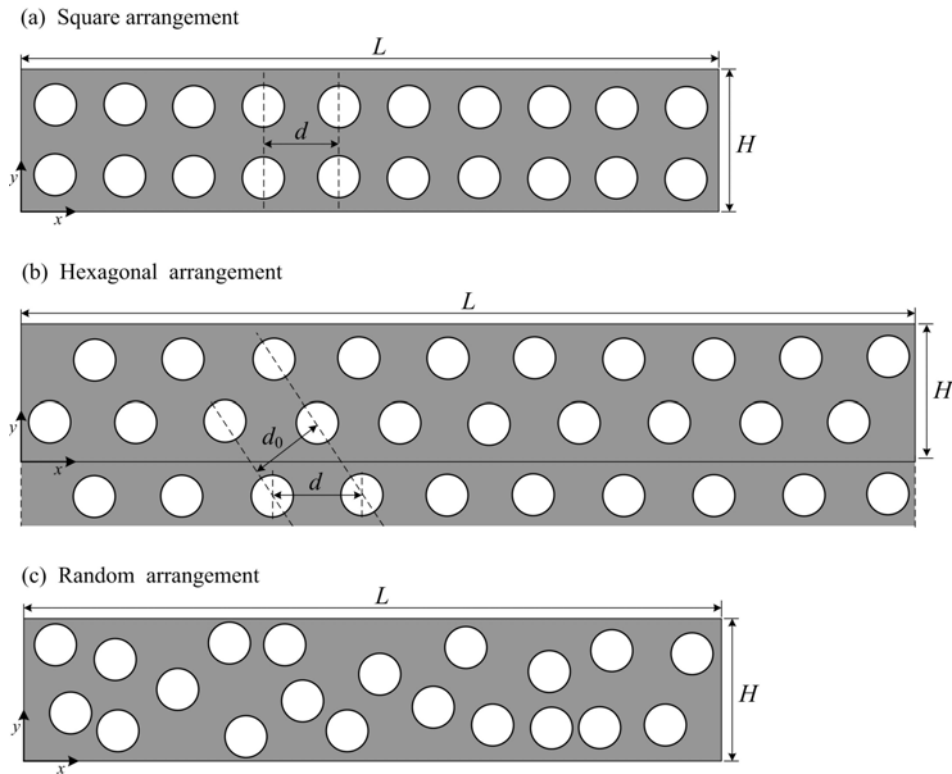 (a) Square arrangement
L
d
H
y
x
(b) Hexagonal arrangement
L
H
y
d₀
x
d
(c) Random arrangement
L
H
y
x